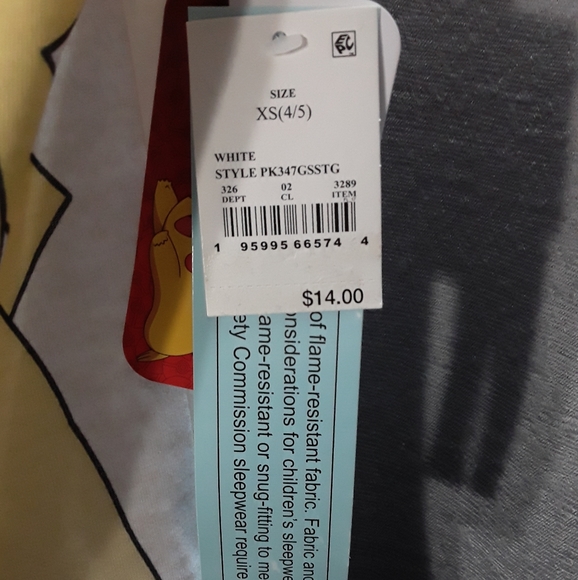 SIZE
XS(4/5)
WHITE
STYLE PK347GSSTG
326 02 3289
DEPT CL ITEM
1 95995 66574 4
$14.00
of flame-resistant fabric. Fabric and
onsiderations for children's sleepwe
ame-resistant or snug-fitting to me
ety Commission sleepwear require